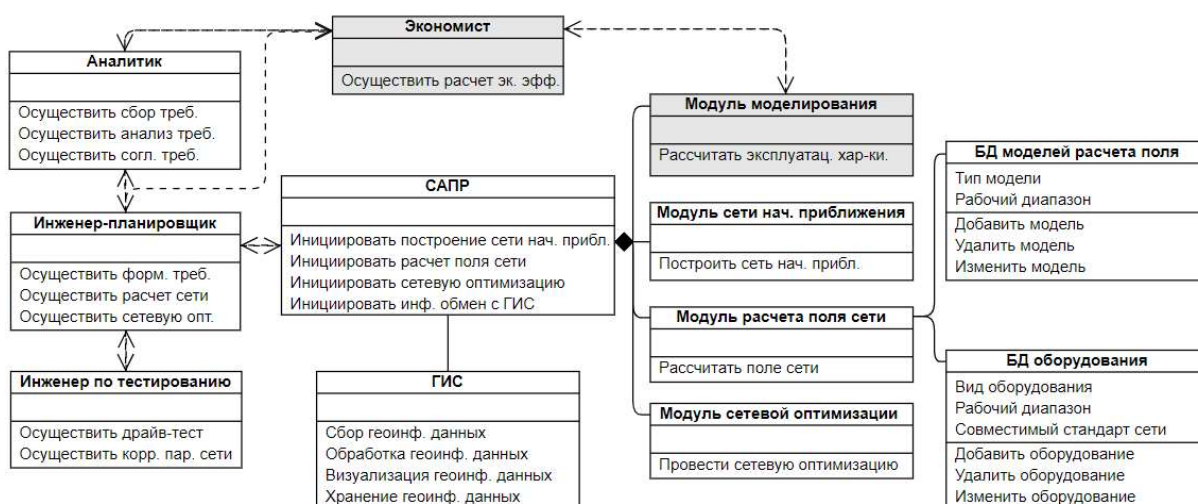 Экономист
Осуществить расчет эк. эфф.
Аналитик
Осуществить сбор треб.
Осуществить анализ треб.
Осуществить согл. треб.
Инженер-планировщик
Осуществить форм. треб.
Осуществить расчет сети
Осуществить сетевую опт.
Инженер по тестированию
Осуществить драйв-тест
Осуществить корр. пар. сети
САПР
Инициировать построение сети нач. прибл.
Инициировать расчет поля сети
Инициировать сетевую оптимизацию
Инициировать инф. обмен с ГИС
ГИС
Сбор геоинф. данных
Обработка геоинф. данных
Визуализация геоинф. данных
Хранение геоинф. данных
Модуль моделирования
Рассчитать эксплуатац. хар-ки.
Модуль сети нач. приближения
Построить сеть нач. прибл.
Модуль расчета поля сети
Рассчитать поле сети
Модуль сетевой оптимизации
Провести сетевую оптимизацию
БД моделей расчета поля
Тип модели
Рабочий диапазон
Добавить модель
Удалить модель
Изменить модель
БД оборудования
Вид оборудования
Рабочий диапазон
Совместимый стандарт сети
Добавить оборудование
Удалить оборудование
Изменить оборудование